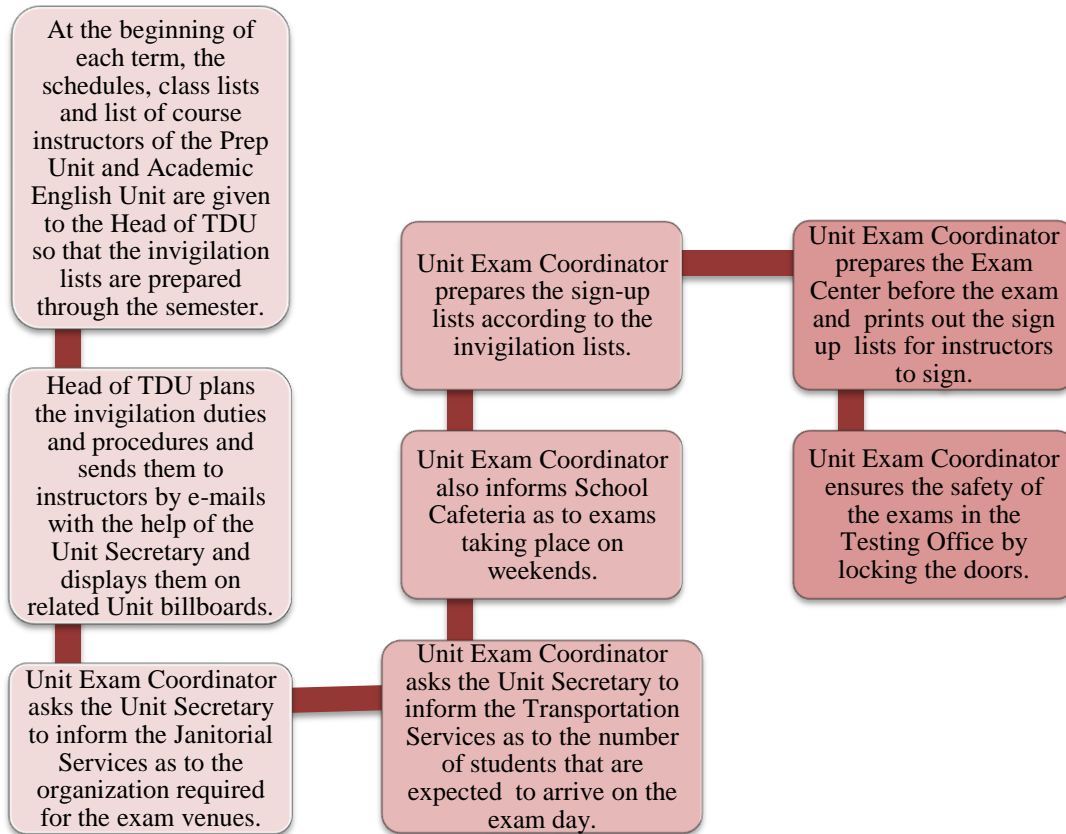 At the beginning of
each term, the
schedules, class lists
and list of course
instructors of the Prep
Unit and Academic
English Unit are given
to the Head of TDU
so that the invigilation
lists are prepared
through the semester.
Head of TDU plans
the invigilation duties
and procedures and
sends them to
instructors by e-mails
with the help of the
Unit Secretary and
displays them on
related Unit billboards.
Unit Exam Coordinator
asks the Unit Secretary
to inform the Janitorial
Services as to the
organization required
for the exam venues.
Unit Exam Coordinator
asks the Unit Secretary to
inform the Transportation
Services as to the number
of students that are
expected to arrive on the
exam day.
Unit Exam Coordinator
also informs School
Cafeteria as to exams
taking place on
weekends.
Unit Exam Coordinator
prepares the sign-up
lists according to the
invigilation lists.
Unit Exam Coordinator
prepares the Exam
Center before the exam
and prints out the sign
up lists for instructors
to sign.
Unit Exam Coordinator
ensures the safety of
the exams in the
Testing Office by
locking the doors.